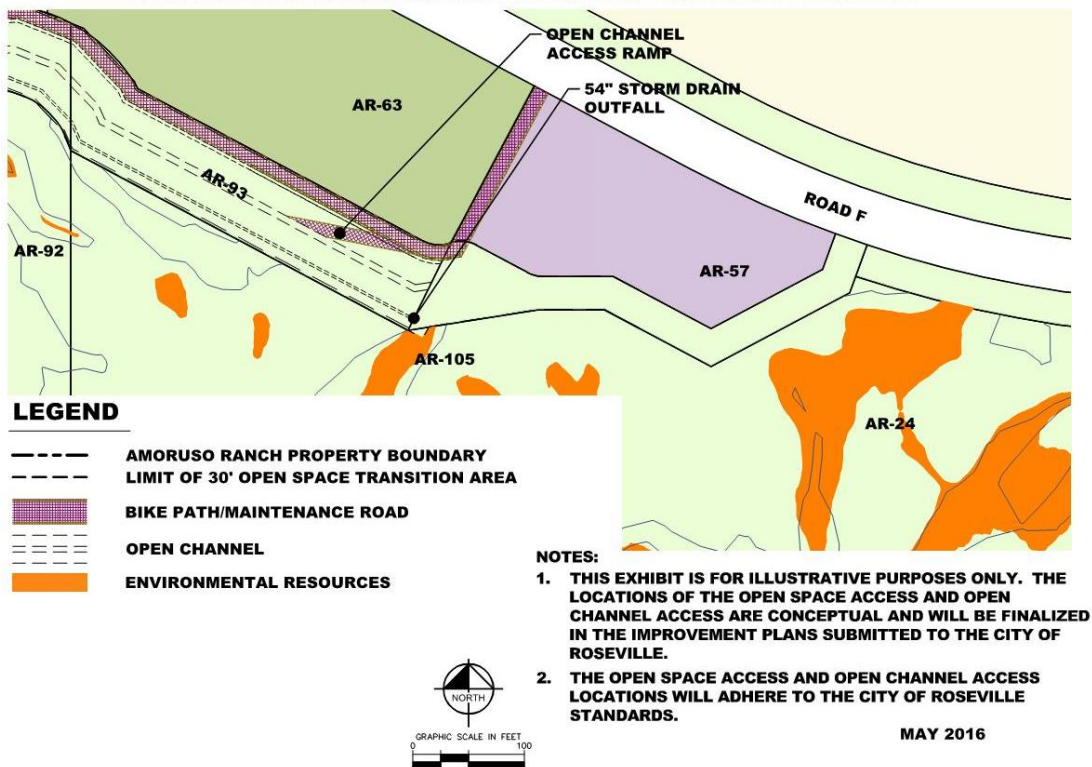 OPEN CHANNEL
ACCESS RAMP
54" STORM DRAIN
OUTFALL
AR-63
AR-93
ROAD F
AR-92
AR-57
AR-105
AR-24
LEGEND
AMORUSO RANCH PROPERTY BOUNDARY
LIMIT OF 30' OPEN SPACE TRANSITION AREA
BIKE PATH/MAINTENANCE ROAD
OPEN CHANNEL
ENVIRONMENTAL RESOURCES
NOTES:
1. THIS EXHIBIT IS FOR ILLUSTRATIVE PURPOSES ONLY. THE
LOCATIONS OF THE OPEN SPACE ACCESS AND OPEN
CHANNEL ACCESS ARE CONCEPTUAL AND WILL BE FINALIZED
IN THE IMPROVEMENT PLANS SUBMITTED TO THE CITY OF
ROSEVILLE.
2. THE OPEN SPACE ACCESS AND OPEN CHANNEL ACCESS
LOCATIONS WILL ADHERE TO THE CITY OF ROSEVILLE
STANDARDS.
MAY 2016
NORTH
GRAPHIC SCALE IN FEET
0 100